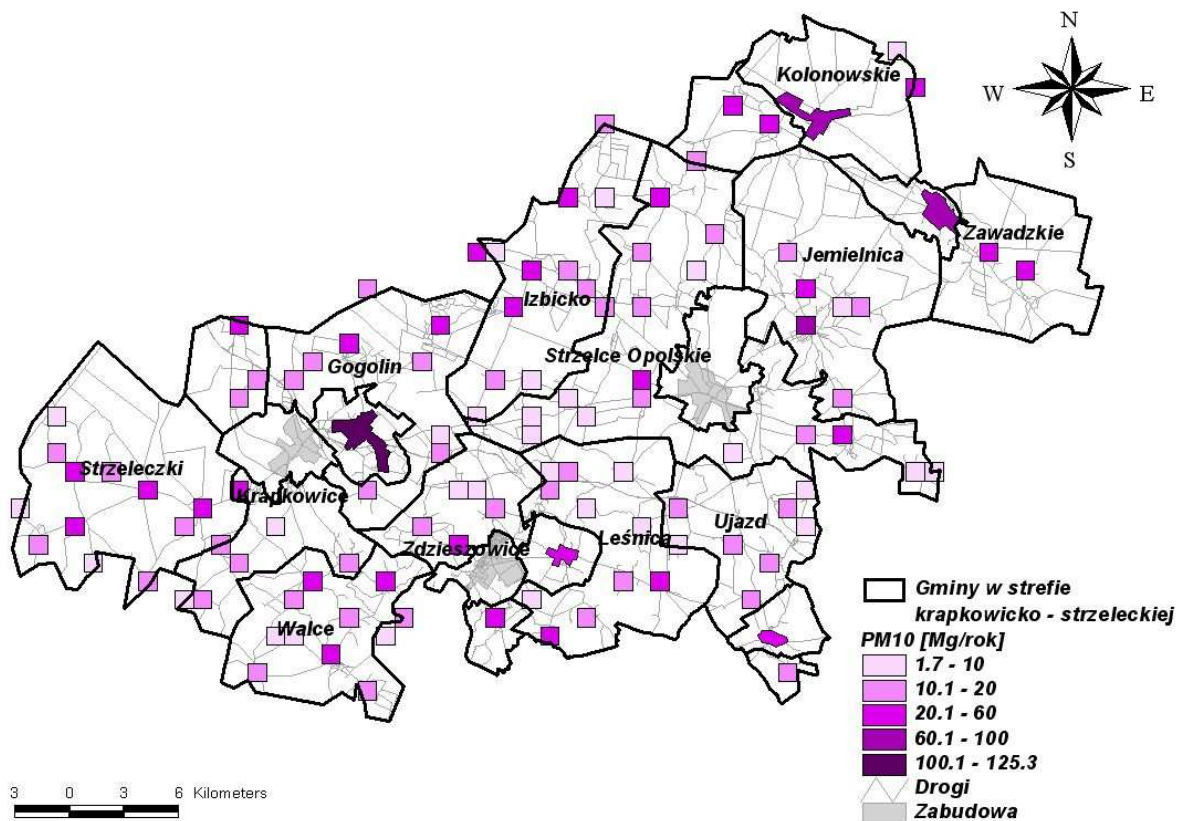 N
Kolonowskie
W
E
S
Zawadzkie
Jemielnica
Izbicko
Strzelce Opolskie
Gogolin
Strzeleczki
Krapkowice
Ujazd
Leśnica
Zdzieszowice
Walce
Gminy w strefie
krapkowicko - strzeleckiej
PM10 [Mg/rok]
1.7 - 10
10.1 - 20
20.1 - 60
60.1 - 100
100.1 - 125.3
Drogi
Zabudowa
3 0 3 6 Kilometers